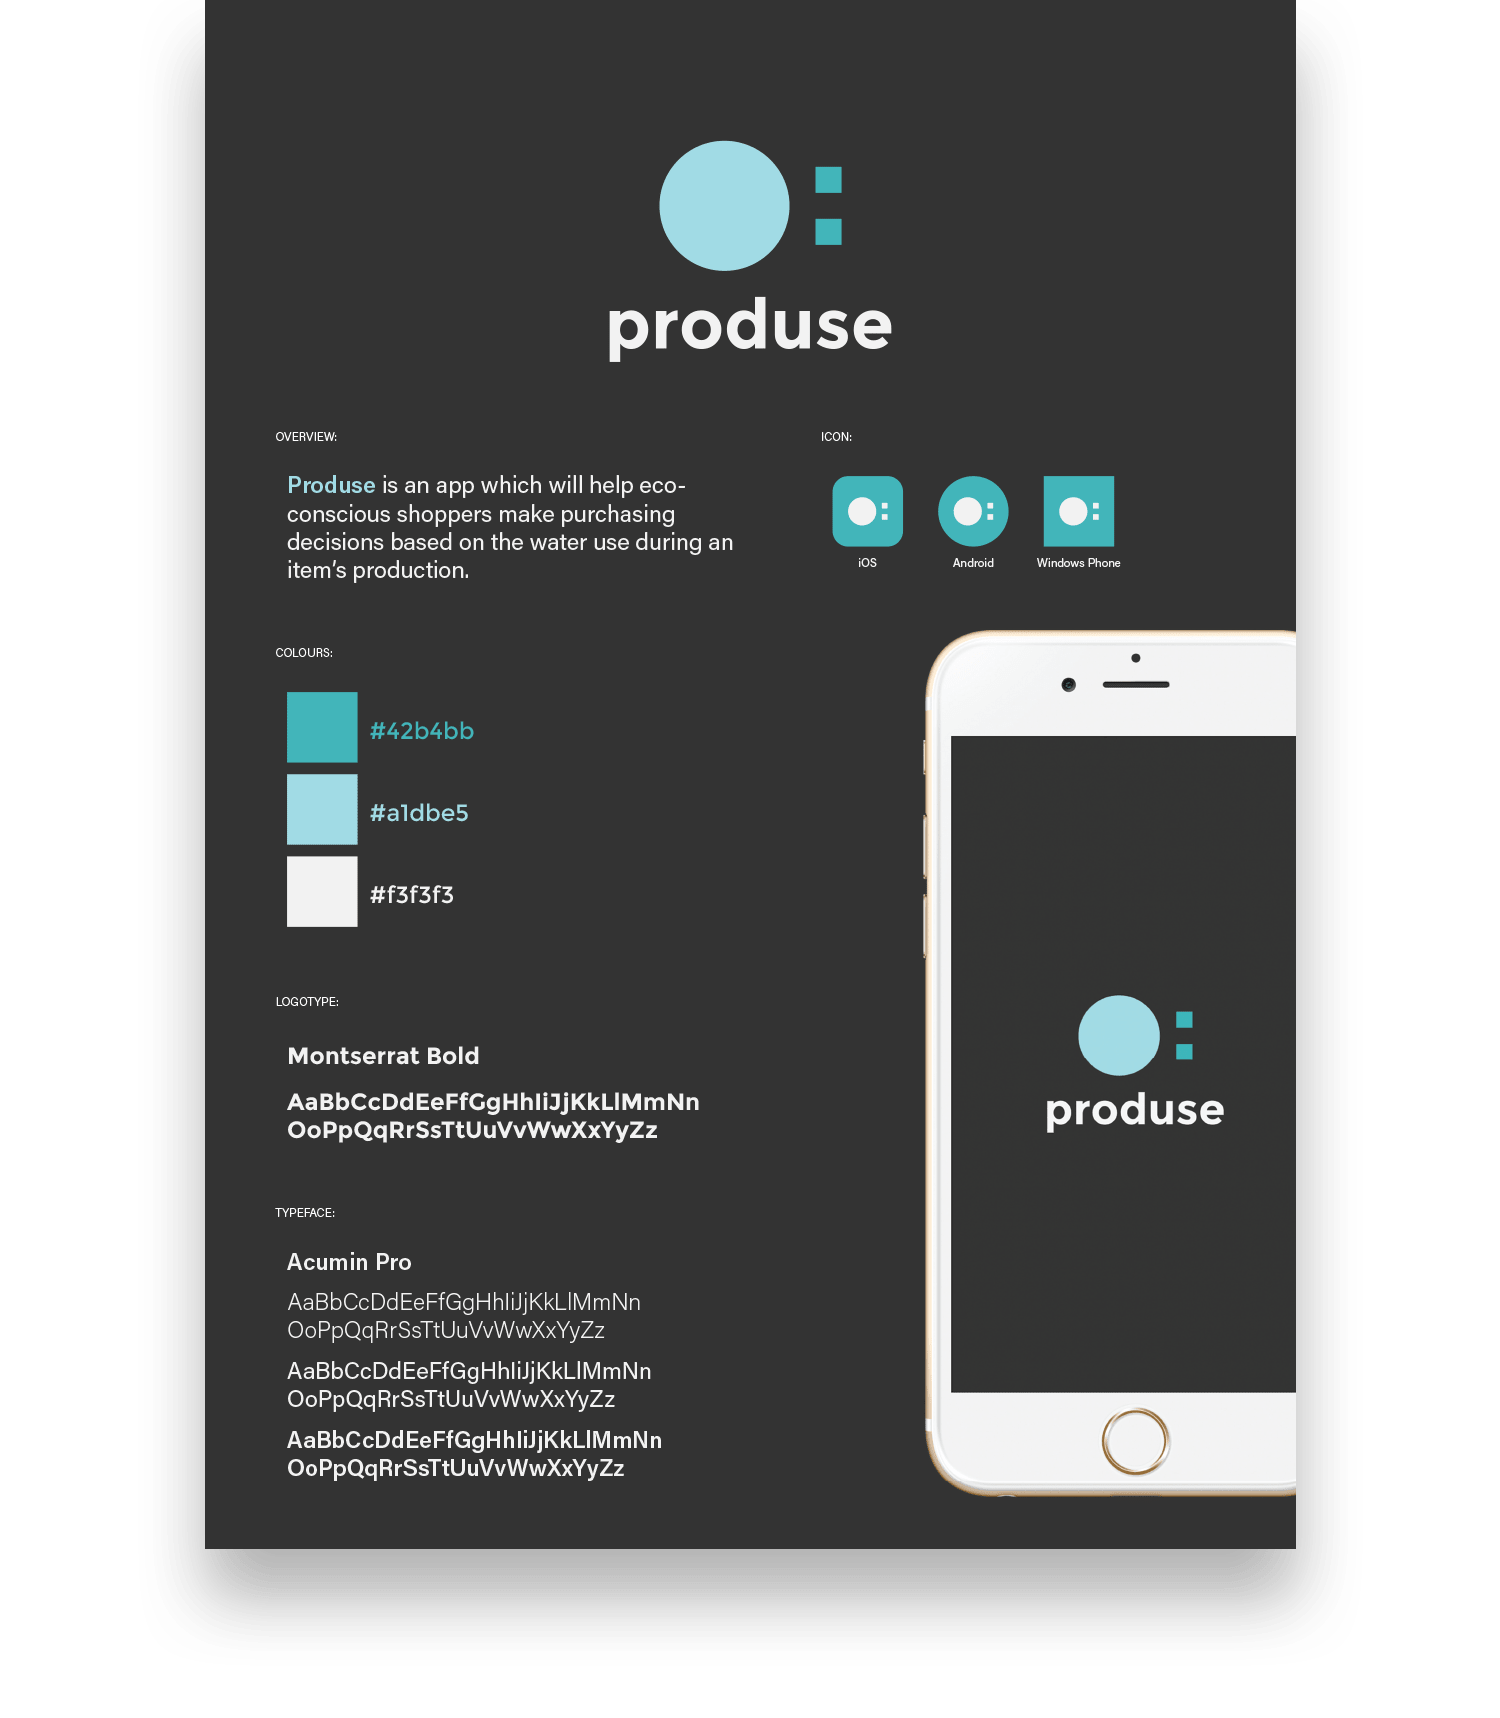 produse
OVERVIEW:
Produse is an app which will help eco-
conscious shoppers make purchasing
decisions based on the water use during an
item’s production.
ICON:
iOS
Android
Windows Phone
COLOURS:
#42b4bb
#a1dbe5
#f3f3f3
LOGOTYPE:
Montserrat Bold
AaBbCcDdEeFfGgHhIiJjKkLlMmNn
OoPpQqRrSsTtUuVvWwXxYyZz
TYPEFACE:
Acumin Pro
AaBbCcDdEeFfGgHhIiJjKkLlMmNn
OoPpQqRrSsTtUuVvWwXxYyZz
AaBbCcDdEeFfGgHhIiJjKkLlMmNn
OoPpQqRrSsTtUuVvWwXxYyZz
AaBbCcDdEeFfGgHhIiJjKkLlMmNn
OoPpQqRrSsTtUuVvWwXxYyZz
produse